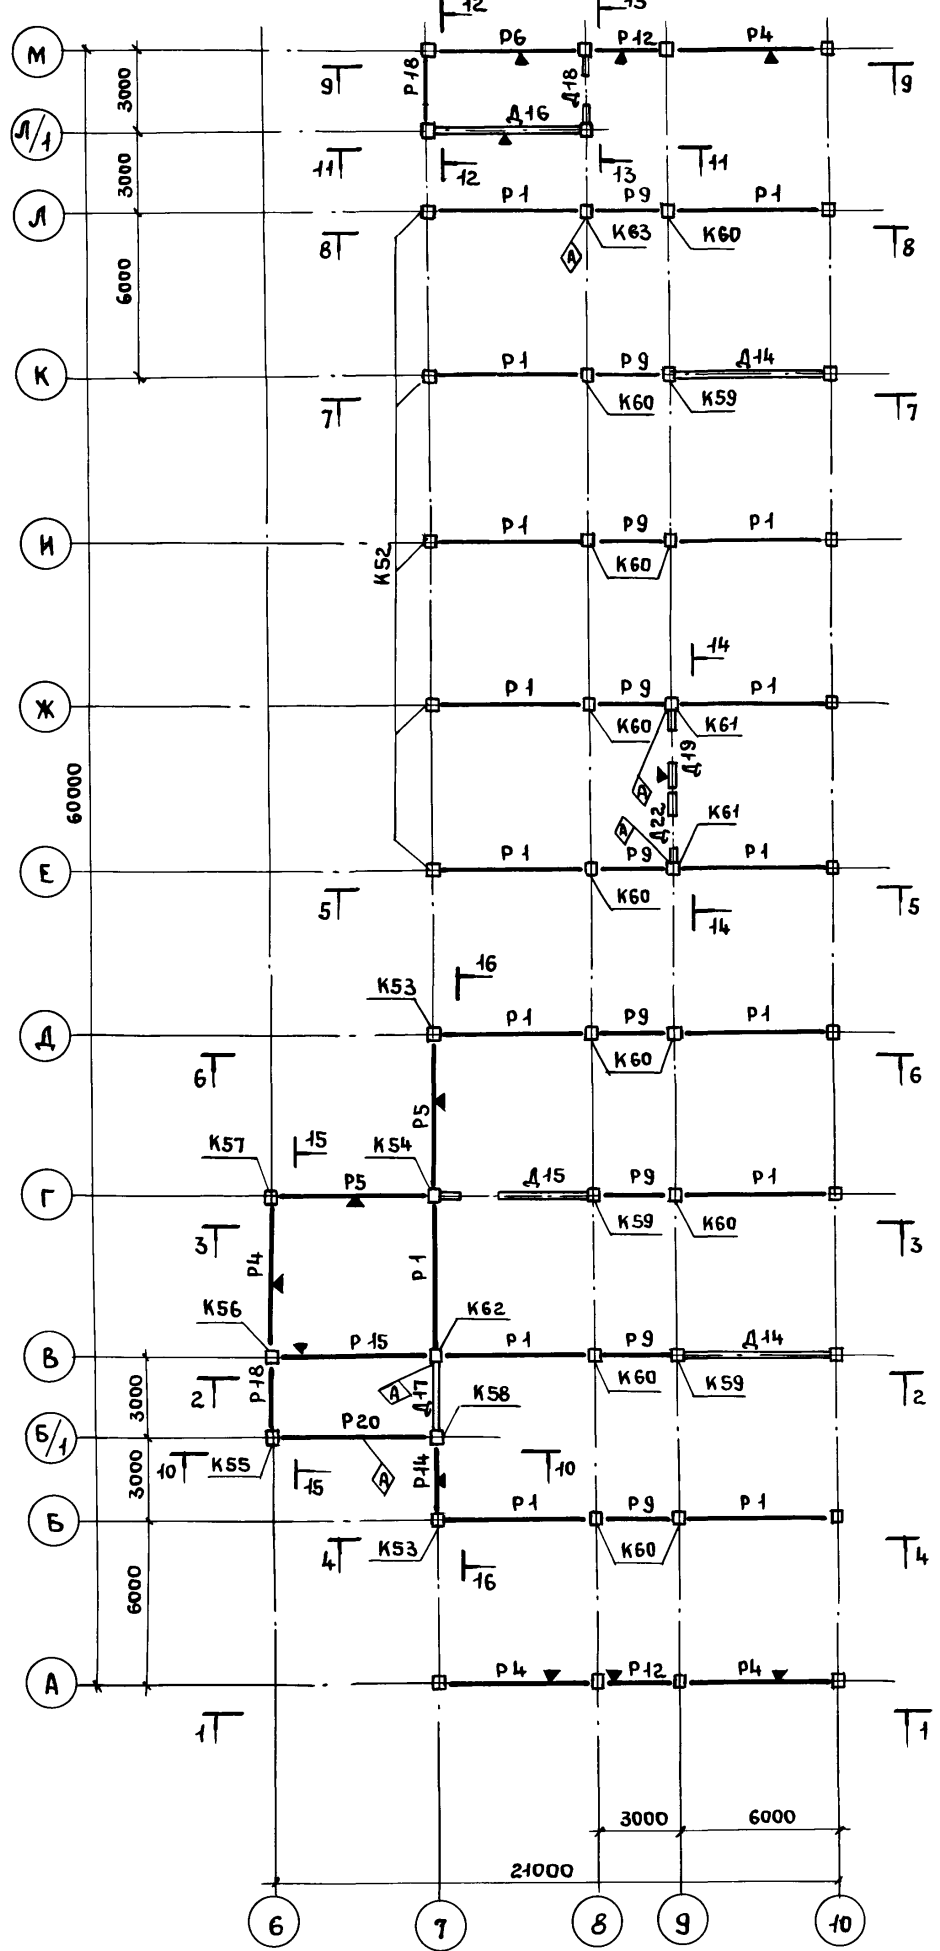 12 13
М Р6 Р12 Р4
9 Р18 Д18 9
3000
Л/1 Д16
11 12 13 11
3000
Л Р1 Р9 Р1
8 К63 К60 8
А
6000
К Р1 Р9 Д14
7 К60 К59 7
И Р1 Р9 Р1
К52 К60
14
Ж Р1 Р9 Р1
К60 К61
Д19
60000 А
Д22 К61
А
Е Р1 Р9 Р1
5 К60 5
14
16
К53
Д Р1 Р9 Р1
6 К60 6
Р5
К57 15 К54
Г Р5 Д15 Р9 Р1
3 К59 К60 3
Р4 Р1
К56 К62
В Р15 Р1 Р9 Д14
2 Р18 А Д17 К60 К59 2
3000 К58
Б/1 Р20
10 К55 15 А Р14 10
3000
Б Р1 Р9 Р1
4 К53 К60 4
16
6000
А Р4 Р12 Р4
1 1
3000 6000
21000
6 7 8 9 10